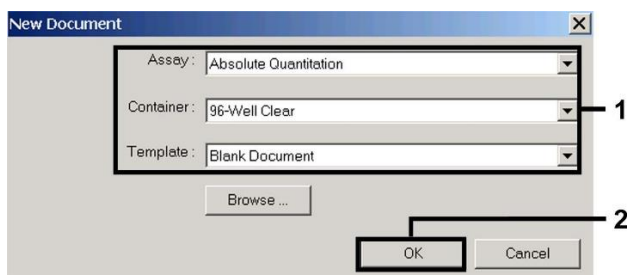 New Document
Assay : Absolute Quantitation
Container : 96-Well Clear
1
Template : Blank Document
Browse ...
2
OK Cancel